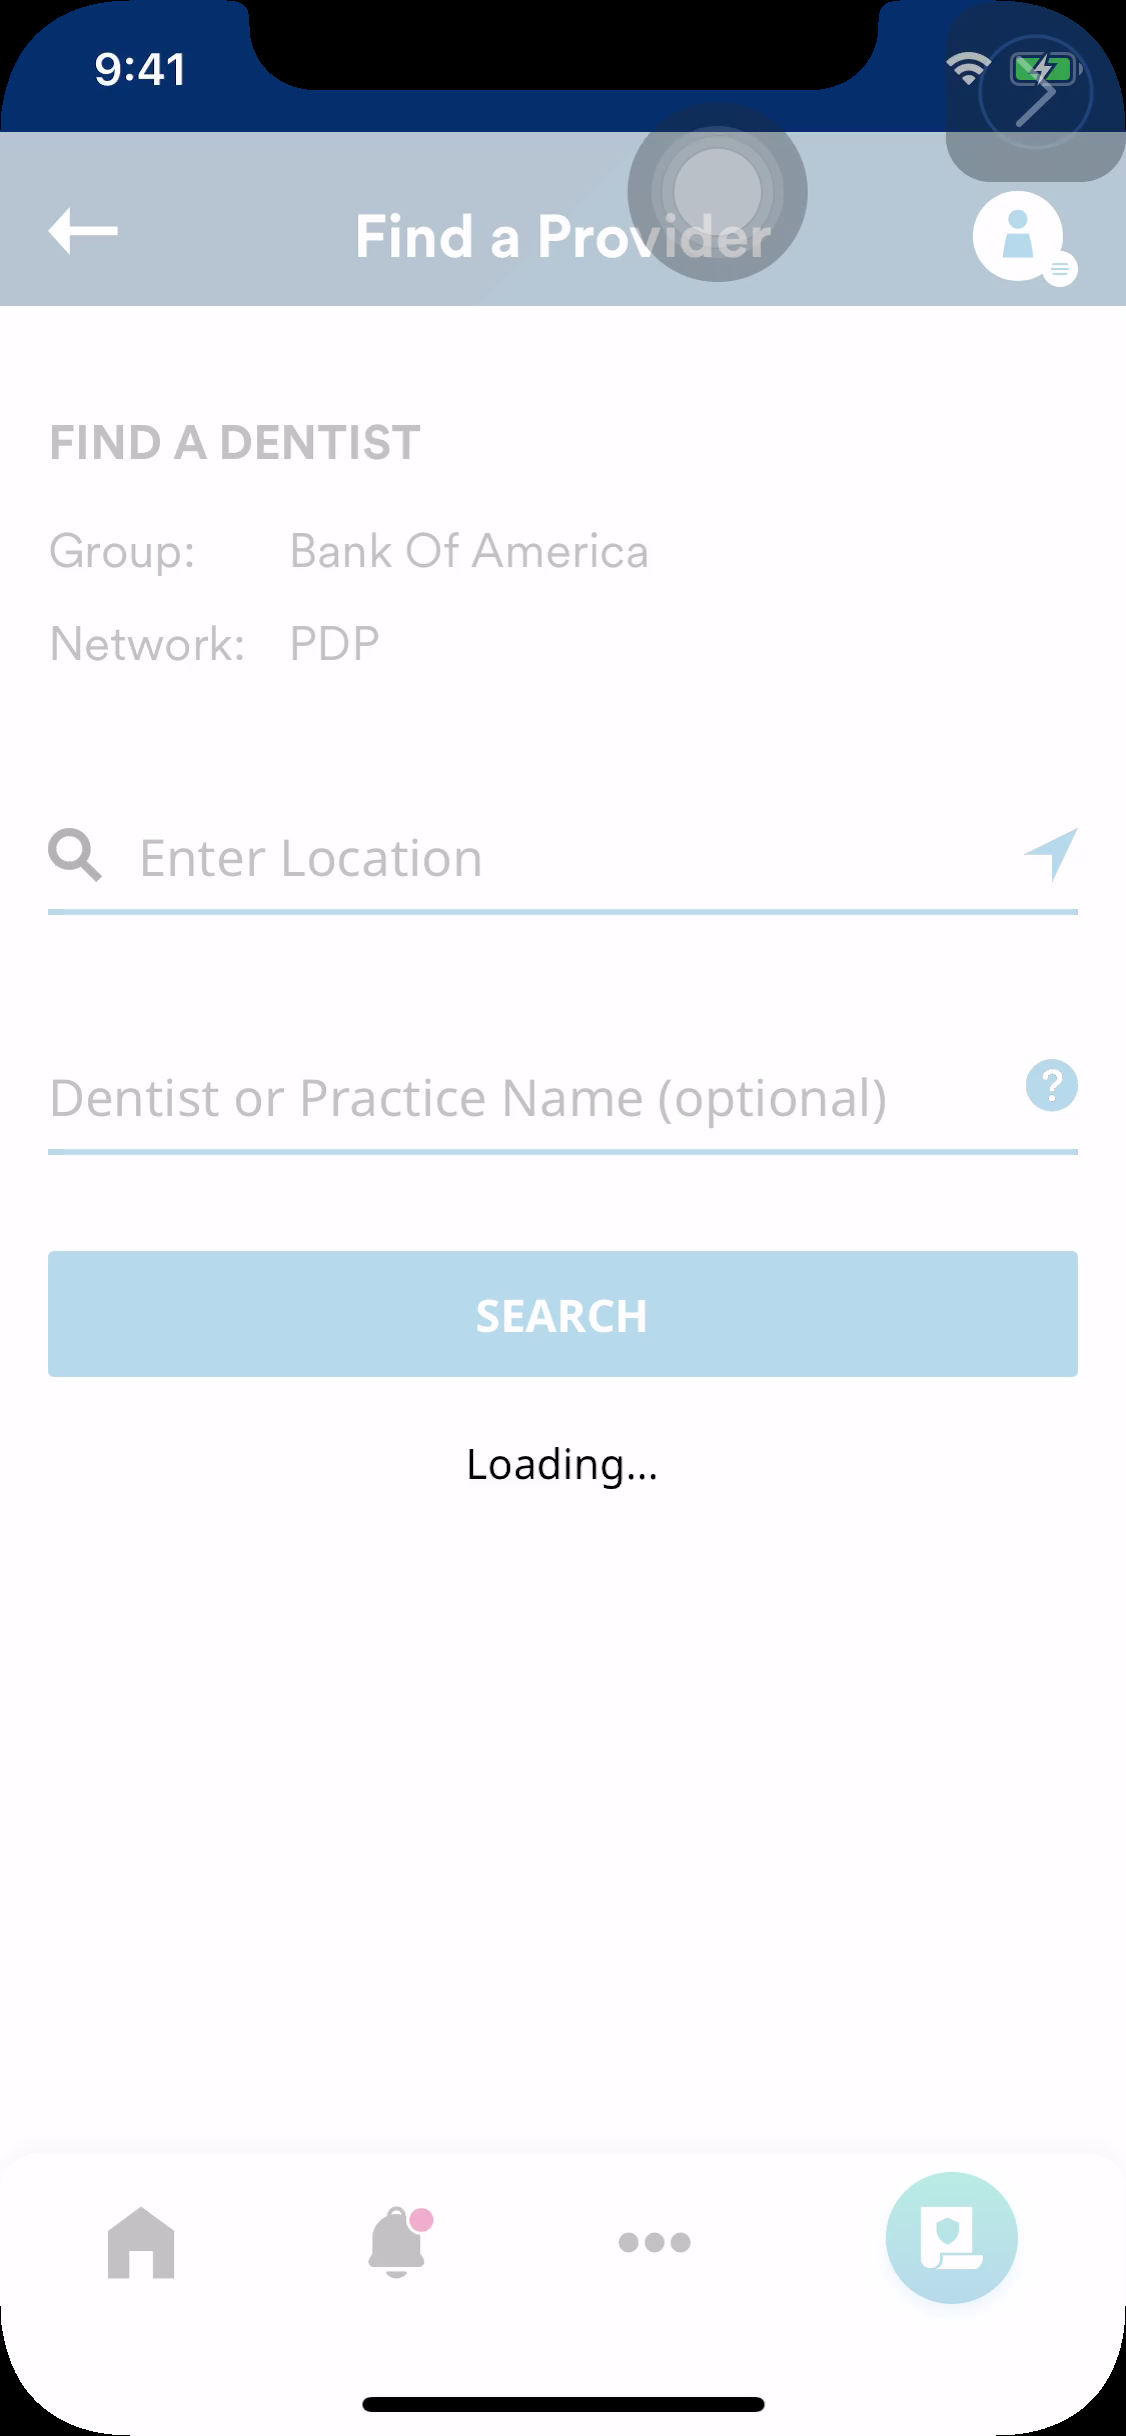 9:41
Find a Provider
FIND A DENTIST
Group: Bank Of America
Network: PDP
Enter Location
Dentist or Practice Name (optional)
?
SEARCH
Loading...